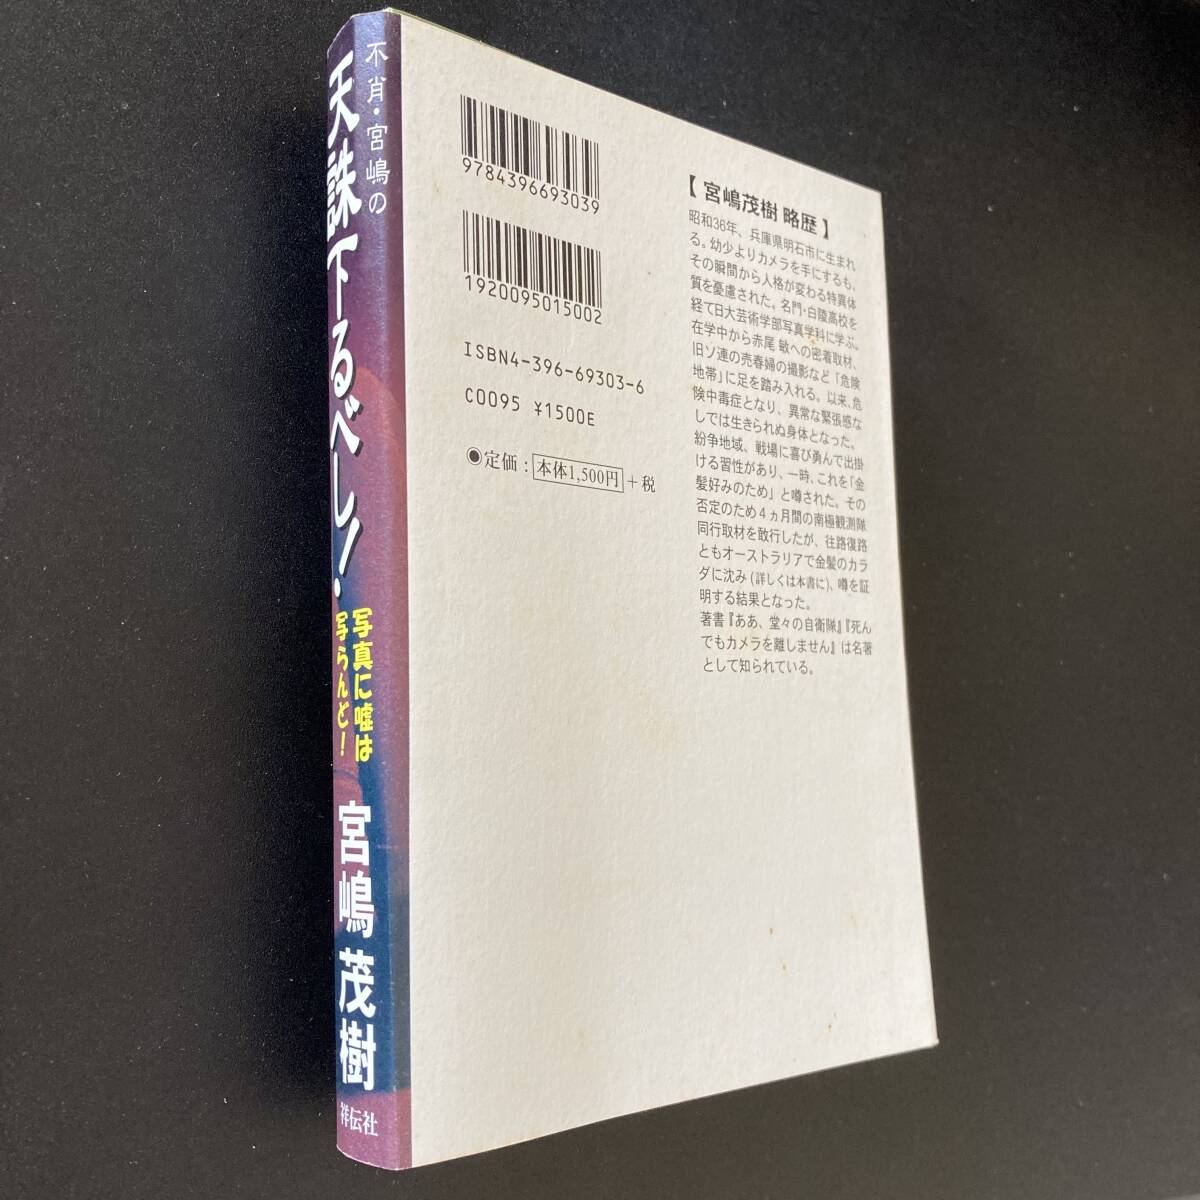 不肖・宮嶋の
天誅下るべし!
写真に嘘は
写らんど!
宮嶋茂樹
祥伝社
9784396693039
1920095015002
ISBN4-396-69303-6
C0095 ¥1500E
◉定価：本体1,500円＋税
【宮嶋茂樹 略歴】
昭和36年、兵庫県明石市に生まれ
る。幼少よりカメラを手にするも、
その瞬間から人格が変わる特異体
質を憂慮された。名門・白陵高校を
経て日大芸術学部写真学科に学ぶ。
在学中から赤尾 敏への密着取材、
旧ソ連の売春婦の撮影など「危険
地帯」に足を踏み入れる。以来、危
険中毒症となり、異常な緊張感な
しでは生きられぬ身体となった。
紛争地域、戦場に喜び勇んで出掛
ける習性があり、一時、これを「金
髪好みのため」と噂された。その
否定のため4ヵ月間の南極観測隊
同行取材を敢行したが、往路復路
ともオーストラリアで金髪のカラ
ダに沈み(詳しくは本書に)、噂を証
明する結果となった。
著書『ああ、堂々の自衛隊』『死ん
でもカメラを離しません』は名著
として知られている。